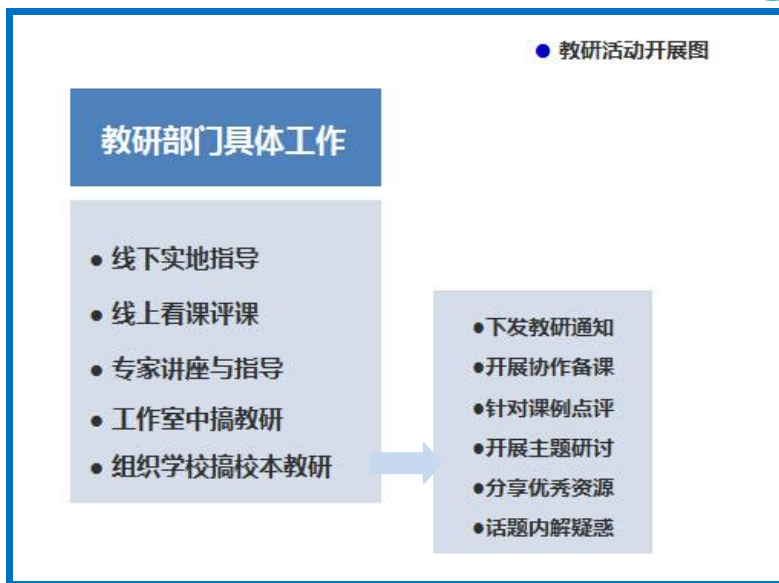 ● 教研活动开展图
教研部门具体工作
● 线下实地指导
● 线上看课评课
● 专家讲座与指导
● 工作室中搞教研
● 组织学校搞校本教研
●下发教研通知
●开展协作备课
●针对课例点评
●开展主题研讨
●分享优秀资源
●话题内解疑惑